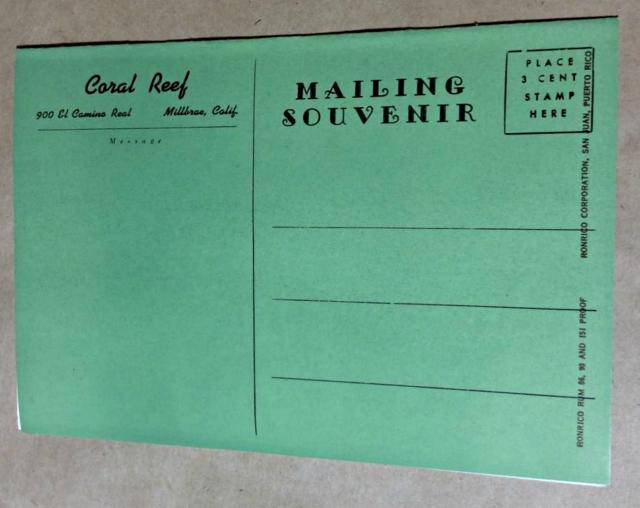 Coral Reef
900 El Camino Real Millbrae, Calif.
Message
MAILING
SOUVENIR
PLACE
3 CENT
STAMP
HERE
RONRICO RUM 86, 90 AND 151 PROOF
RONRICO CORPORATION, SAN JUAN, PUERTO RICO